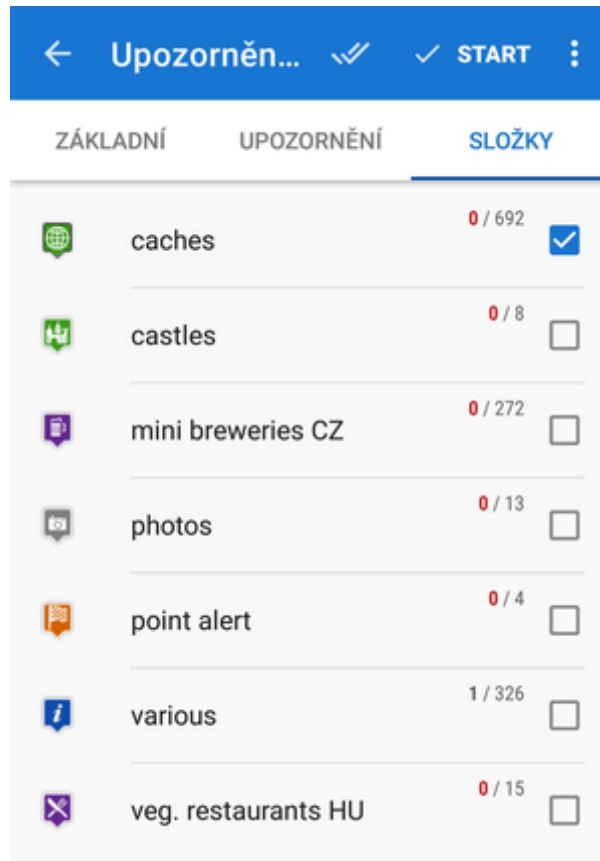 Upozorněn... START
ZÁKLADNÍ UPOZORNĚNÍ SLOŽKY
caches 0 / 692
castles 0 / 8
mini breweries CZ 0 / 272
photos 0 / 13
point alert 0 / 4
various 1 / 326
veg. restaurants HU 0 / 15